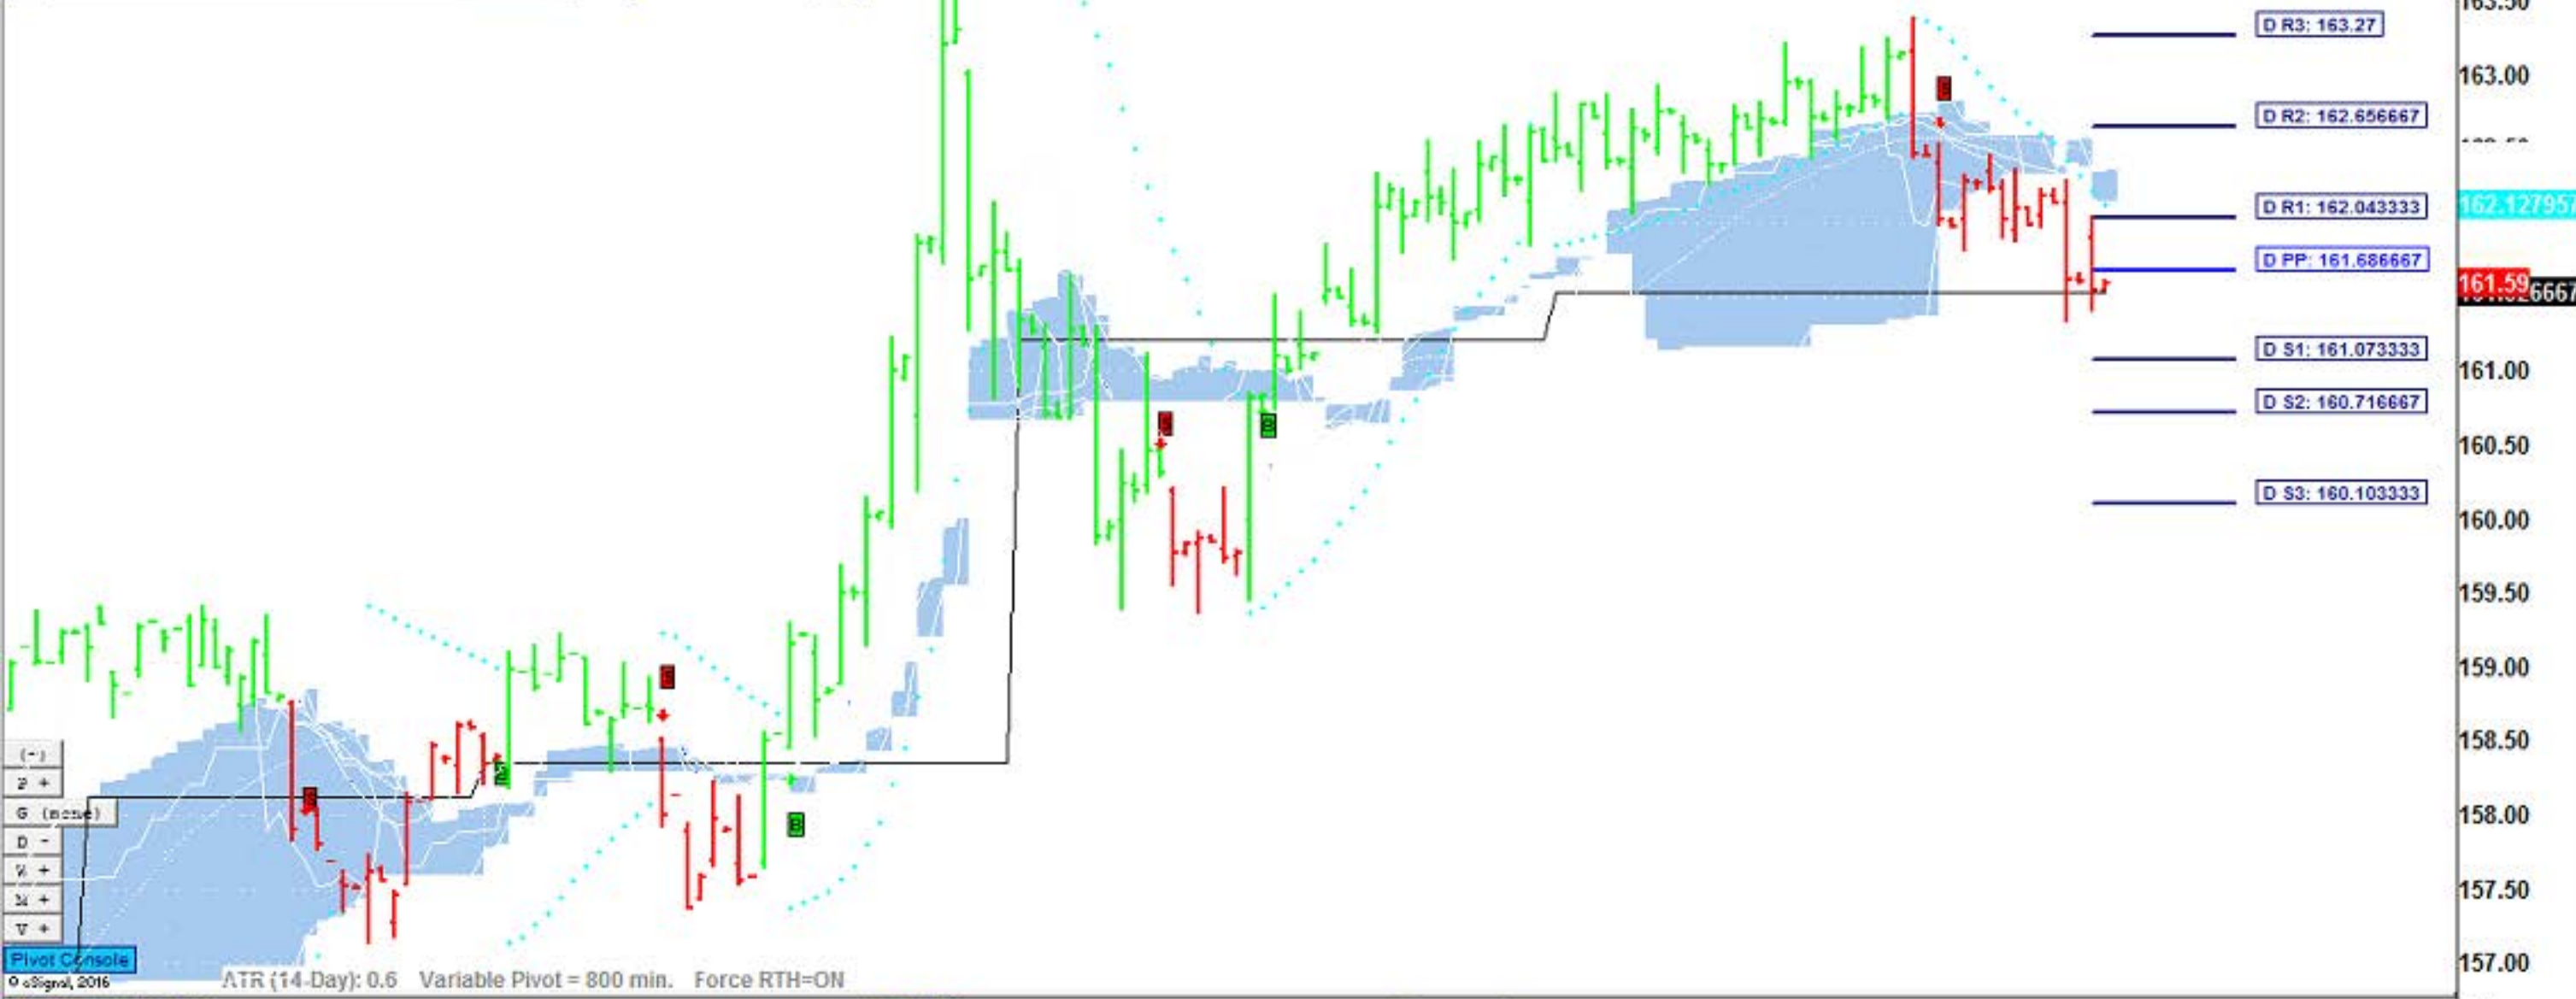 163.50
D R3: 163.27
163.00
D R2: 162.656667
D R1: 162.043333
162.127957
D PP: 161.686667
161.59
6667
D S1: 161.073333
161.00
D S2: 160.716667
160.50
D S3: 160.103333
160.00
159.50
159.00
158.50
158.00
157.50
157.00
(-)
P +
G (none)
D -
W +
M +
V +
Pivot Console
© eSignal, 2016
ATR (14-Day): 0.6 Variable Pivot = 800 min. Force RTH=ON
B